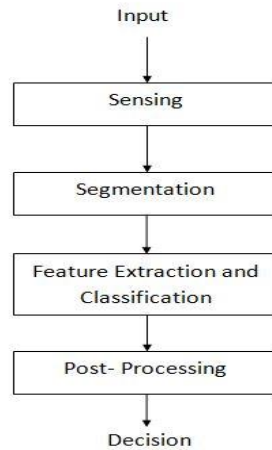 Input
Sensing
Segmentation
Feature Extraction and
Classification
Post- Processing
Decision